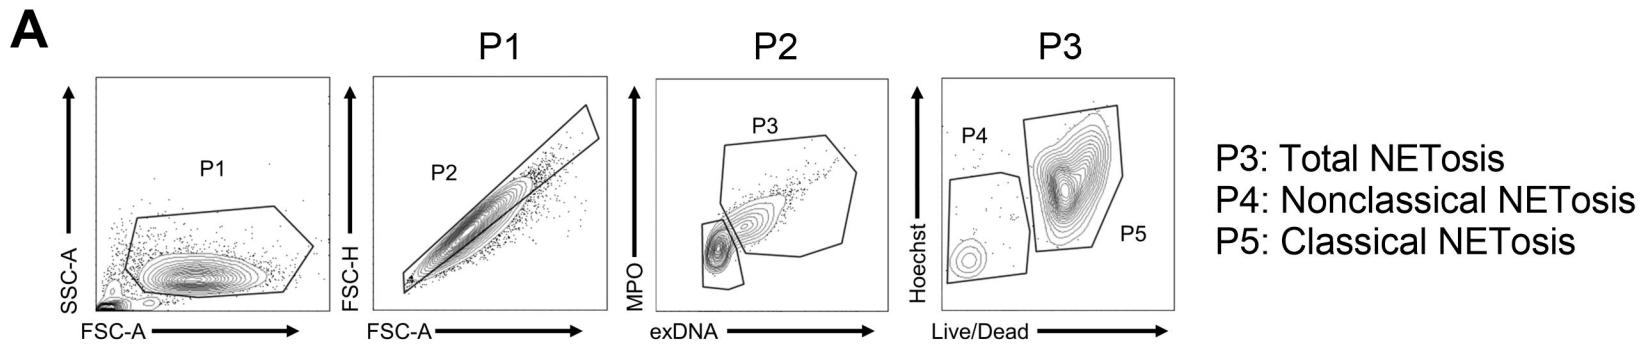 A
P1
P2
P3
SSC-A
P1
FSC-A
FSC-H
P2
FSC-A
MPO
P3
exDNA
Hoechst
P4
P5
Live/Dead
P3: Total NETosis
P4: Nonclassical NETosis
P5: Classical NETosis